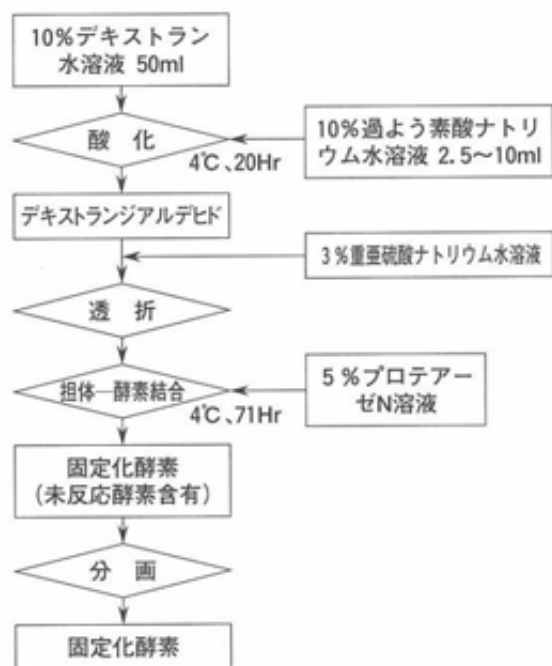 10%デキストラン
水溶液 50ml
酸 化
10%過よう素酸ナトリ
ウム水溶液 2.5〜10ml
4℃、20Hr
デキストランジアルデヒド
3%重亜硫酸ナトリウム水溶液
透 折
担体―酵素結合
5%プロテアー
ゼN溶液
4℃、71Hr
固定化酵素
(未反応酵素含有)
分 画
固定化酵素